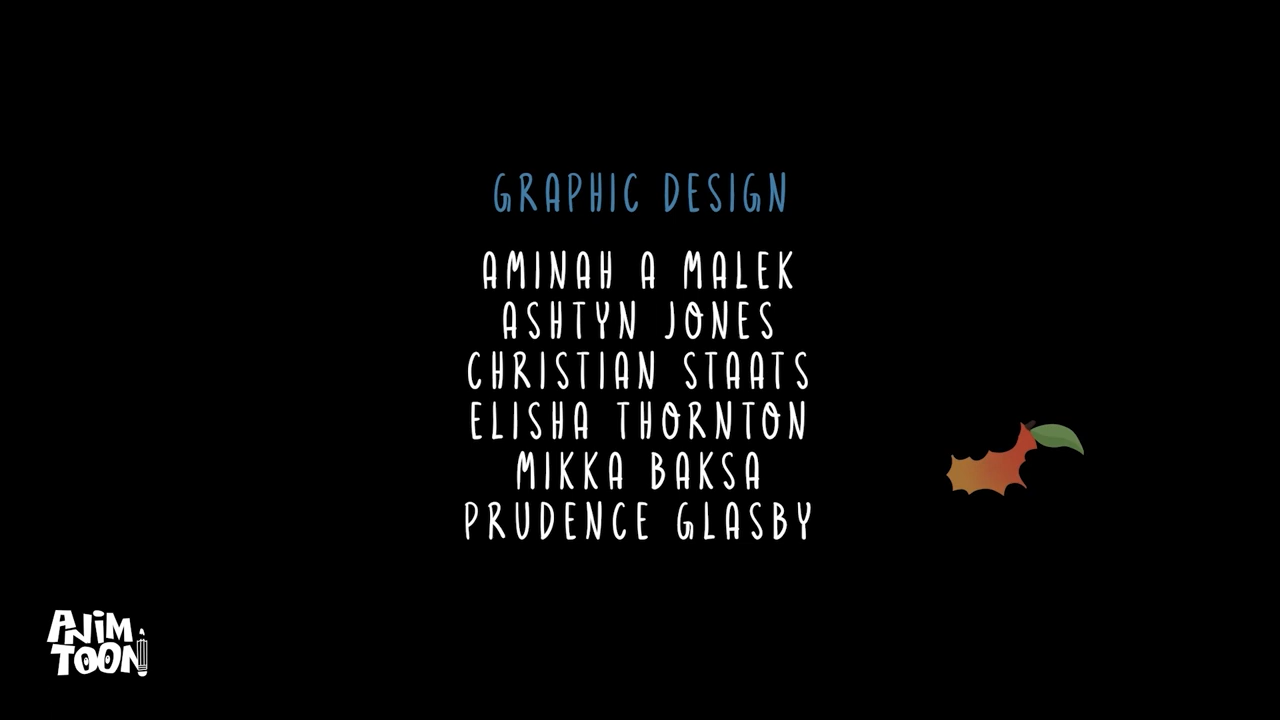 GRAPHIC DESIGN
AMINAH A MALEK
ASHTYN JONES
CHRISTIAN STAATS
ELISHA THORNTON
MIKKA BAKSA
PRUDENCE GLASBY
ANIM
TOON